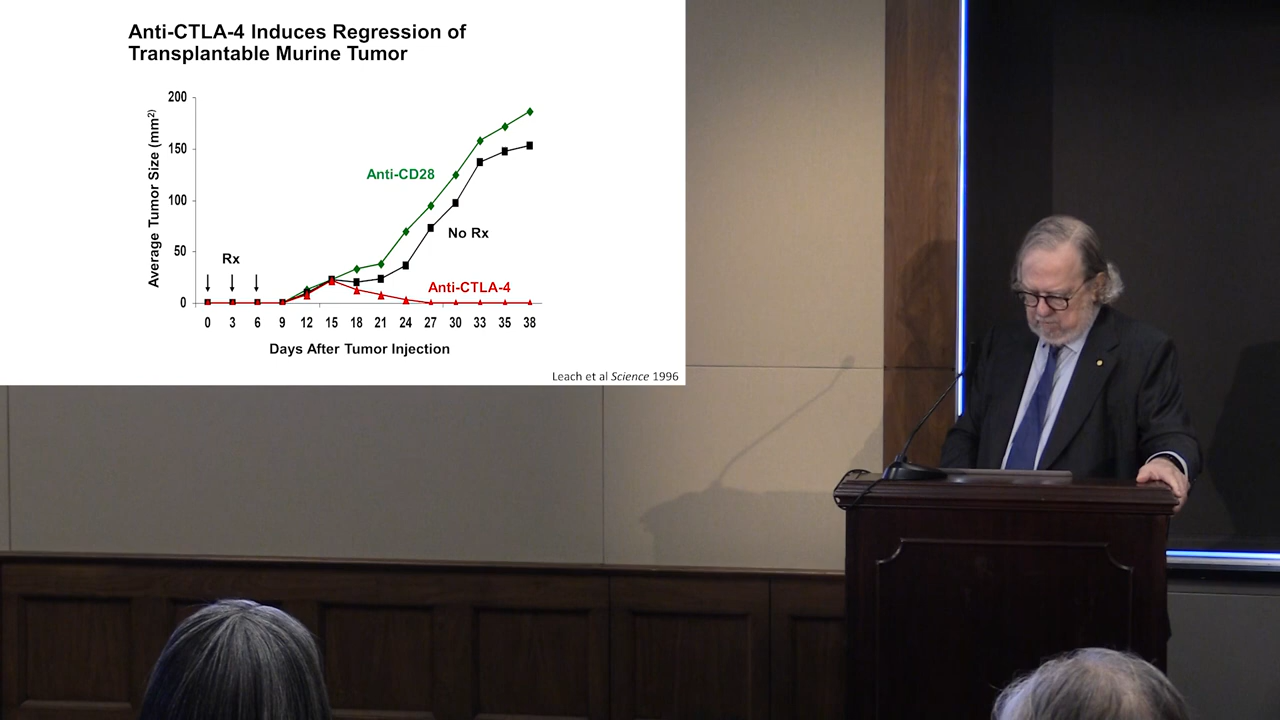 Anti-CTLA-4 Induces Regression of
Transplantable Murine Tumor
200
150
100
50
0
Average Tumor Size (mm²)
Anti-CD28
No Rx
Rx
Anti-CTLA-4
0 3 6 9 12 15 18 21 24 27 30 33 35 38
Days After Tumor Injection
Leach et al Science 1996